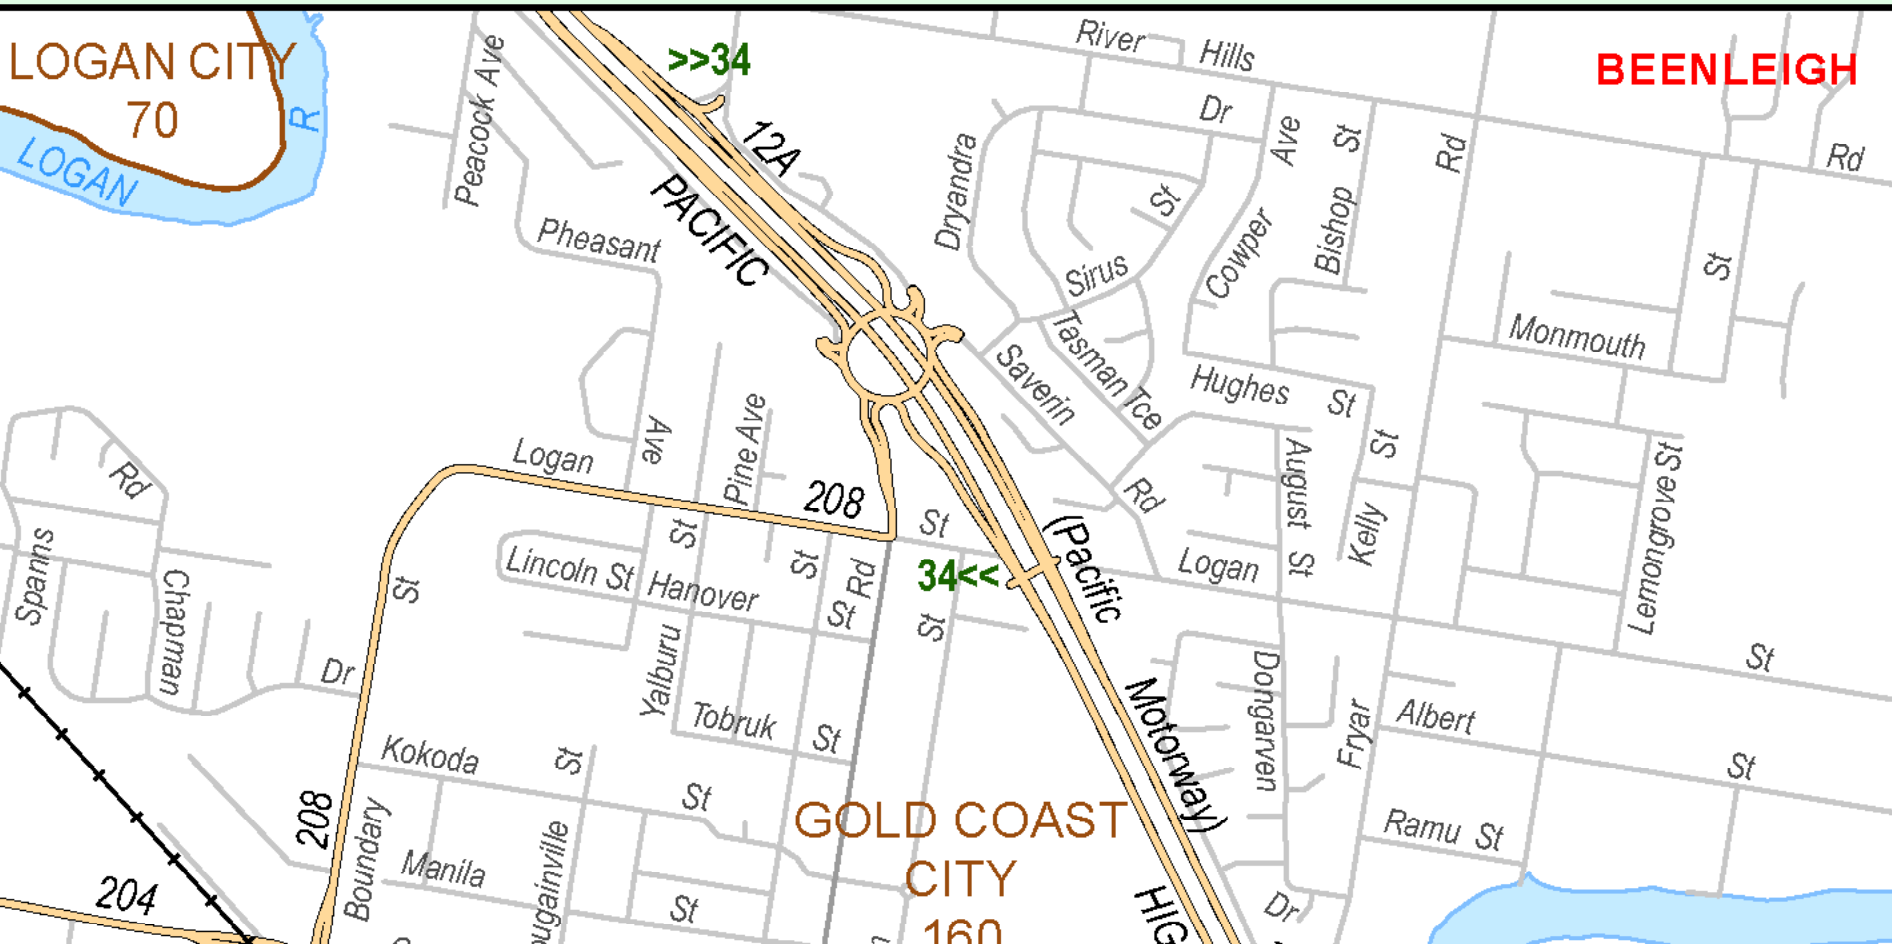 LOGAN CITY
70
LOGAN
R
Peacock Ave
>>34
12A
PACIFIC
River
Hills
Dr
BEENLEIGH
Rd
Rd
Ave
St
Dryandra
St
Sirus
Cowper
Bishop
St
Pheasant
Ave
Monmouth
Saverin
Rd
Tasman Tce
Hughes
St
St
Kelly
August
St
Lemongrove St
Logan
St
208
Pine Ave
St
Rd
Spanns
Chapman
Dr
Lincoln St
Hanover
St
St
St
Rd
34<<
St
(Pacific
Motorway)
Logan
St
Yalburu
Tobruk
St
Dongarven
Dr
Fryar
Albert
St
Ramu St
Kokoda
St
St
208
Boundary
Manila
St
GOLD COAST
CITY
160
HIG
204